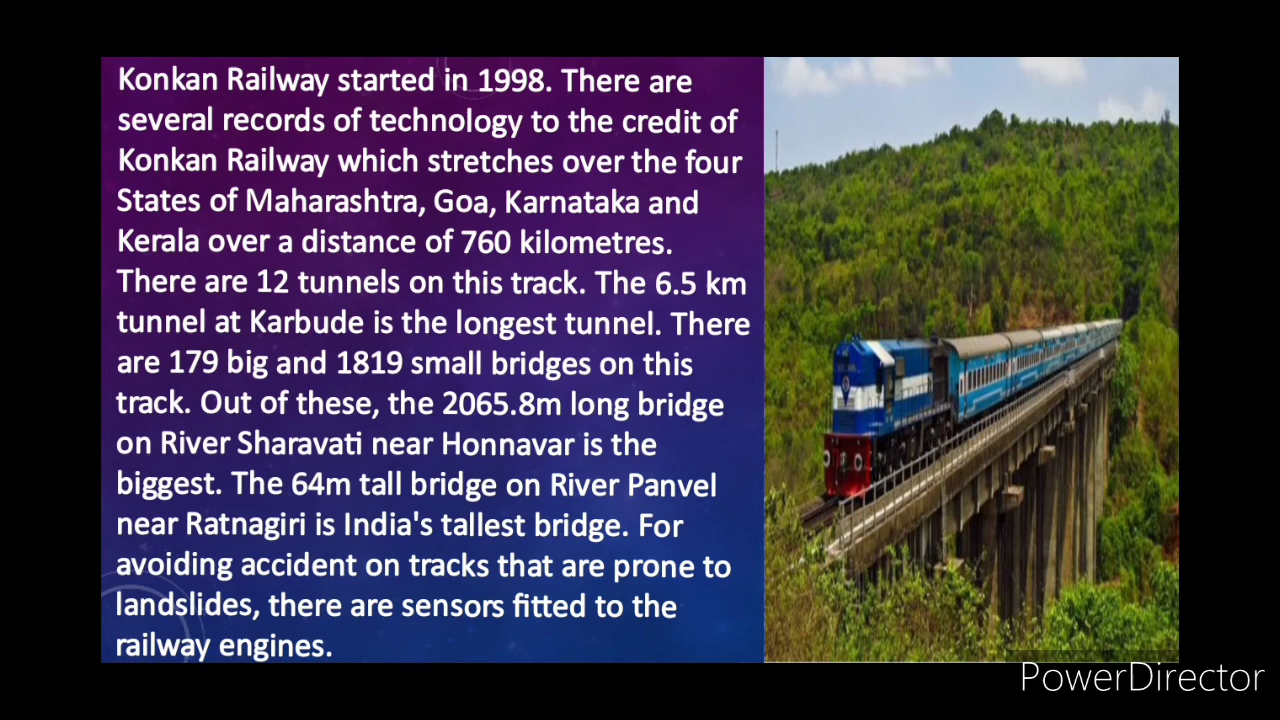 Konkan Railway started in 1998. There are
several records of technology to the credit of
Konkan Railway which stretches over the four
States of Maharashtra, Goa, Karnataka and
Kerala over a distance of 760 kilometres.
There are 12 tunnels on this track. The 6.5 km
tunnel at Karbude is the longest tunnel. There
are 179 big and 1819 small bridges on this
track. Out of these, the 2065.8m long bridge
on River Sharavati near Honnavar is the
biggest. The 64m tall bridge on River Panvel
near Ratnagiri is India's tallest bridge. For
avoiding accident on tracks that are prone to
landslides, there are sensors fitted to the
railway engines.
PowerDirector